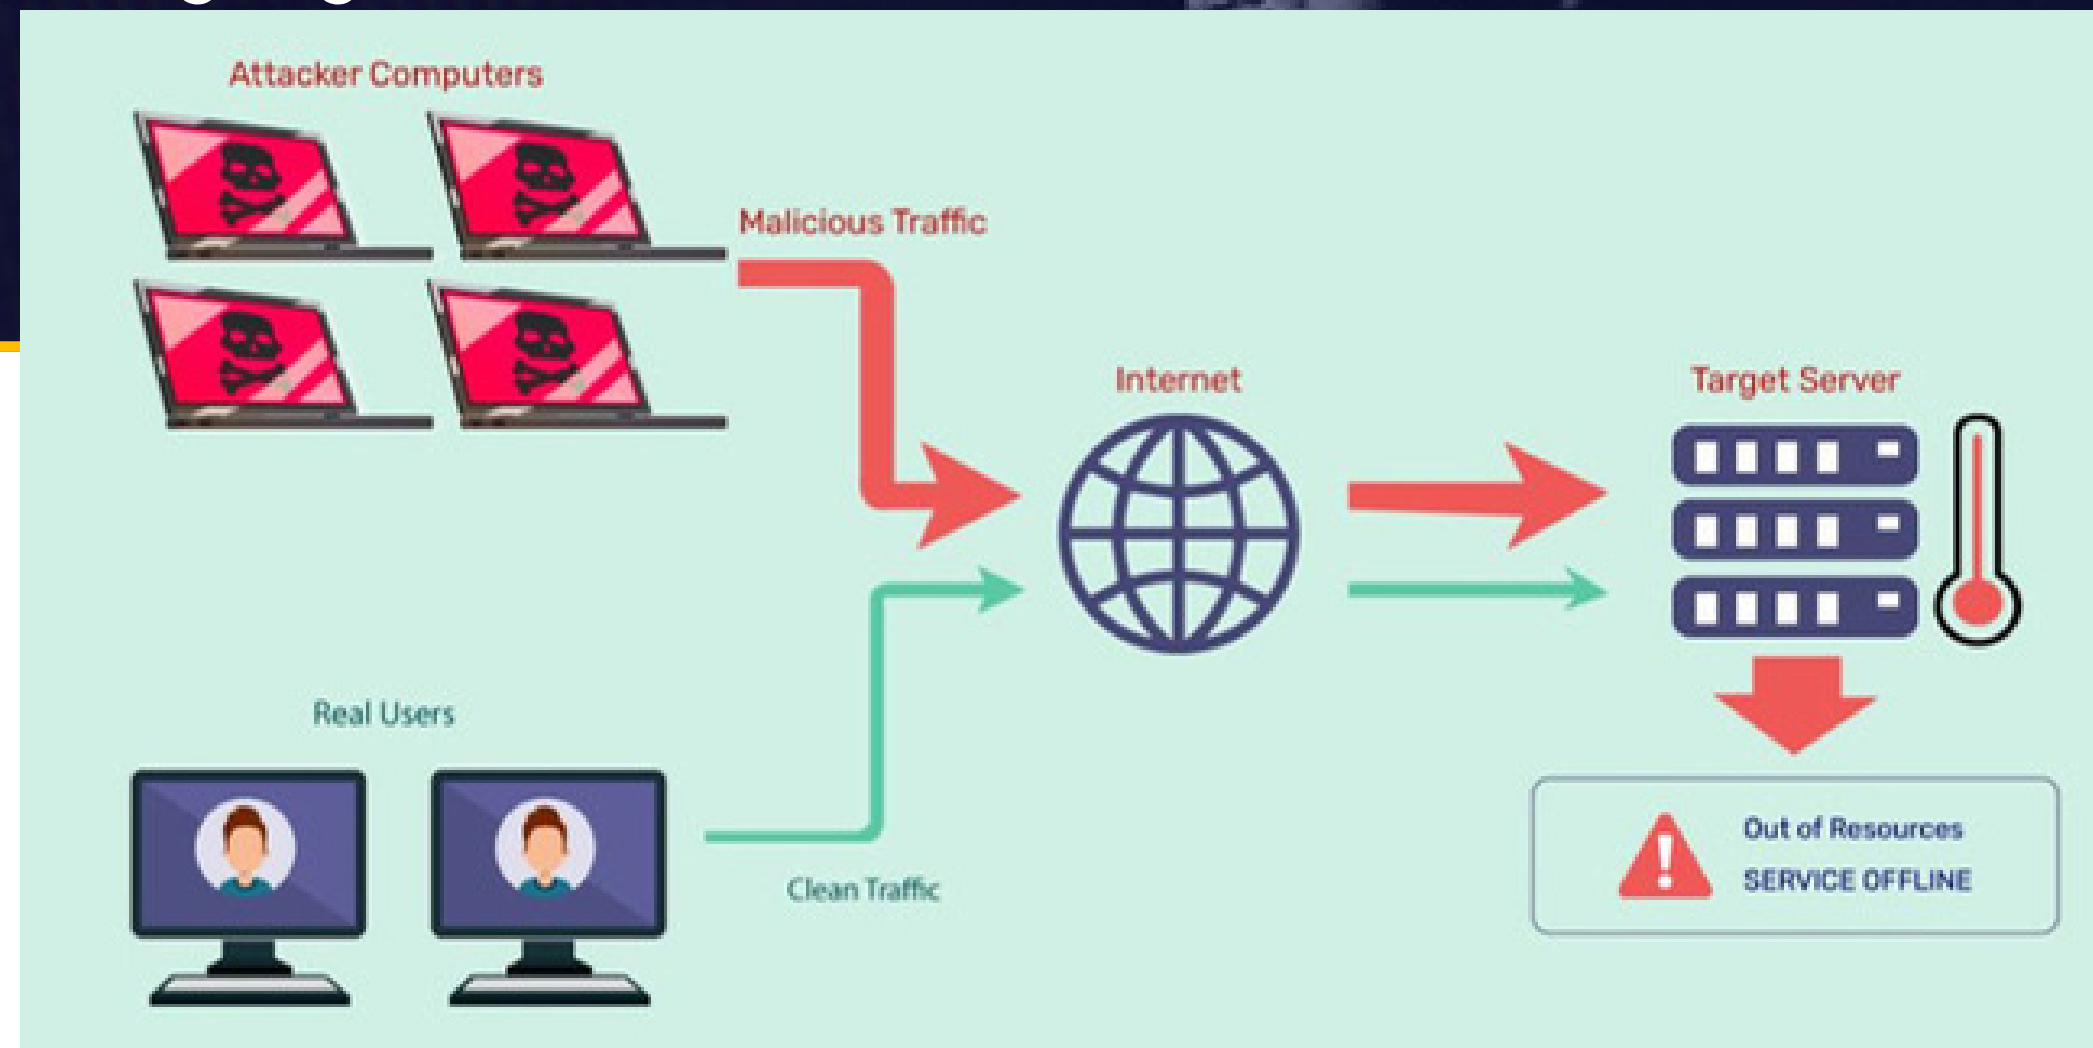 Attacker Computers
Malicious Traffic
Internet
Target Server
Real Users
Clean Traffic
Out of Resources
SERVICE OFFLINE